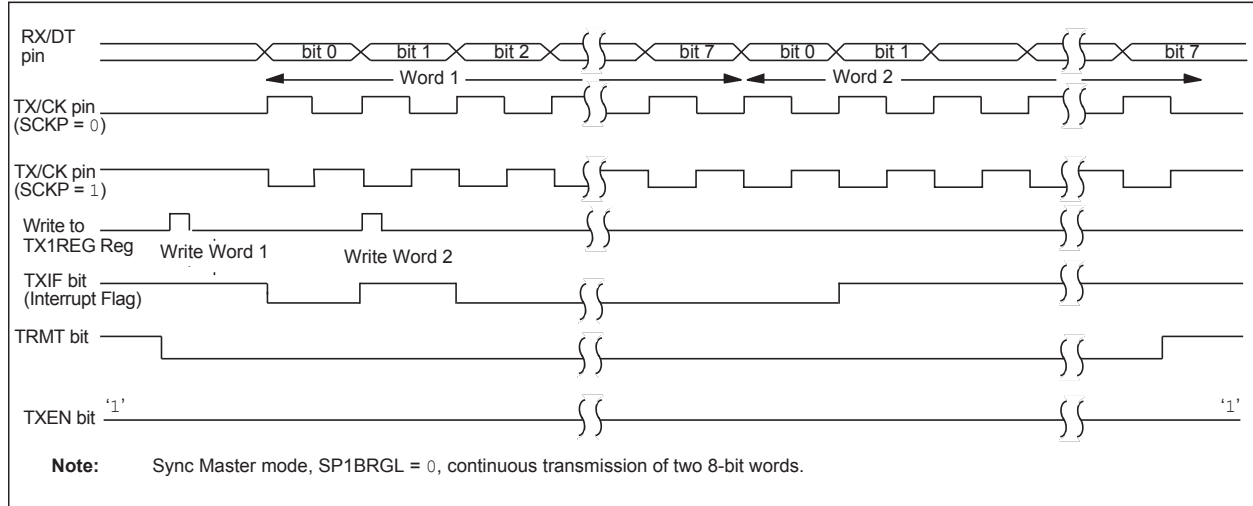 RX/DT
pin
bit 0 bit 1 bit 2 bit 7 bit 0 bit 1 bit 7
Word 1 Word 2
TX/CK pin
(SCKP = 0)
TX/CK pin
(SCKP = 1)
Write to
TX1REG Reg
Write Word 1 Write Word 2
TXIF bit
(Interrupt Flag)
TRMT bit
‘1’ ‘1’
TXEN bit
Note: Sync Master mode, SP1BRGL = 0, continuous transmission of two 8-bit words.